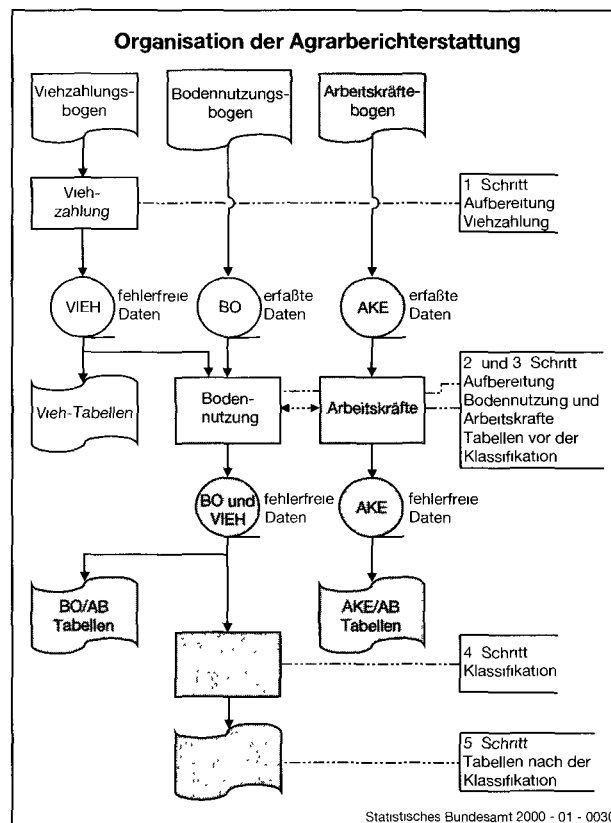 Organisation der Agrarberichterstattung
Viehzahlungs-
bogen
Bodennutzungs-
bogen
Arbeitskräfte-
bogen
Vieh-
zahlung
1 Schritt
Aufbereitung
Viehzahlung
VIEH
fehlerfreie
Daten
BO
erfaßte
Daten
AKE
erfaßte
Daten
Vieh-Tabellen
Boden-
nutzung
Arbeitskräfte
2 und 3 Schritt
Aufbereitung
Bodennutzung und
Arbeitskrafte
Tabellen vor der
Klassifikation
BO und
VIEH
fehlerfreie
Daten
AKE
fehlerfreie
Daten
BO/AB
Tabellen
AKE/AB
Tabellen
4 Schritt
Klassifikation
5 Schritt
Tabellen nach der
Klassifikation
Statistisches Bundesamt 2000 - 01 - 0030